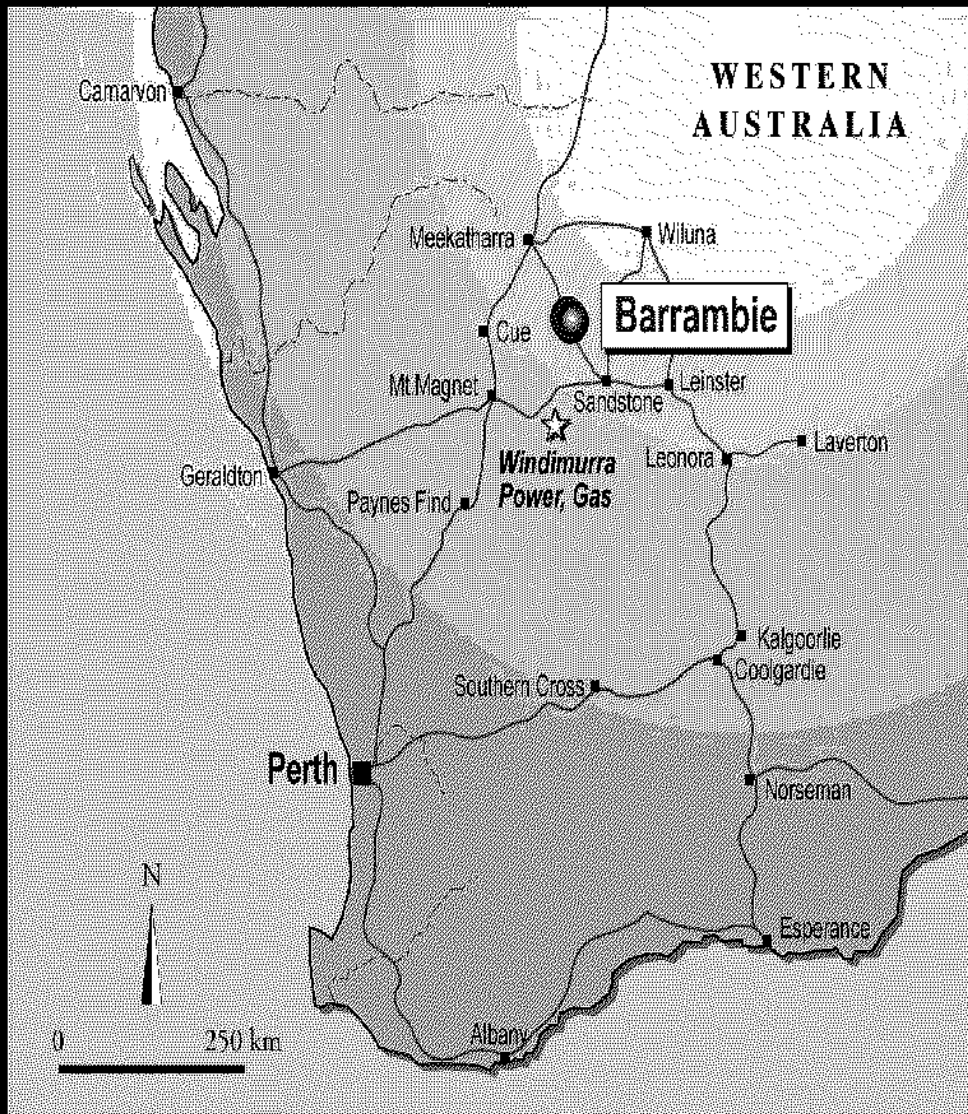 WESTERN
AUSTRALIA
Carnarvon
Meekatharra
Wiluna
Barrambie
Cue
Mt Magnet
Sandstone
Leinster
Windimurra
Power, Gas
Leonora
Laverton
Geraldton
Paynes Find
Kalgoorlie
Coolgardie
Southern Cross
Perth
Norseman
N
Esperance
0 250 km
Albany